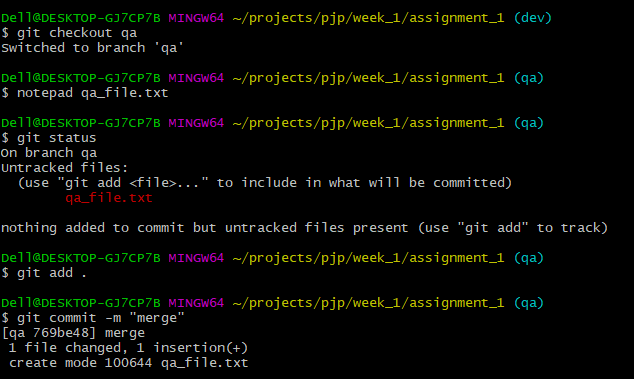 Dell@DESKTOP-GJ7CP7B MINGW64 ~/projects/pjp/week_1/assignment_1 (dev)
$ git checkout qa
Switched to branch 'qa'
Dell@DESKTOP-GJ7CP7B MINGW64 ~/projects/pjp/week_1/assignment_1 (qa)
$ notepad qa_file.txt
Dell@DESKTOP-GJ7CP7B MINGW64 ~/projects/pjp/week_1/assignment_1 (qa)
$ git status
On branch qa
Untracked files:
  (use "git add <file>..." to include in what will be committed)
        qa_file.txt
nothing added to commit but untracked files present (use "git add" to track)
Dell@DESKTOP-GJ7CP7B MINGW64 ~/projects/pjp/week_1/assignment_1 (qa)
$ git add .
Dell@DESKTOP-GJ7CP7B MINGW64 ~/projects/pjp/week_1/assignment_1 (qa)
$ git commit -m "merge"
[qa 769be48] merge
 1 file changed, 1 insertion(+)
 create mode 100644 qa_file.txt